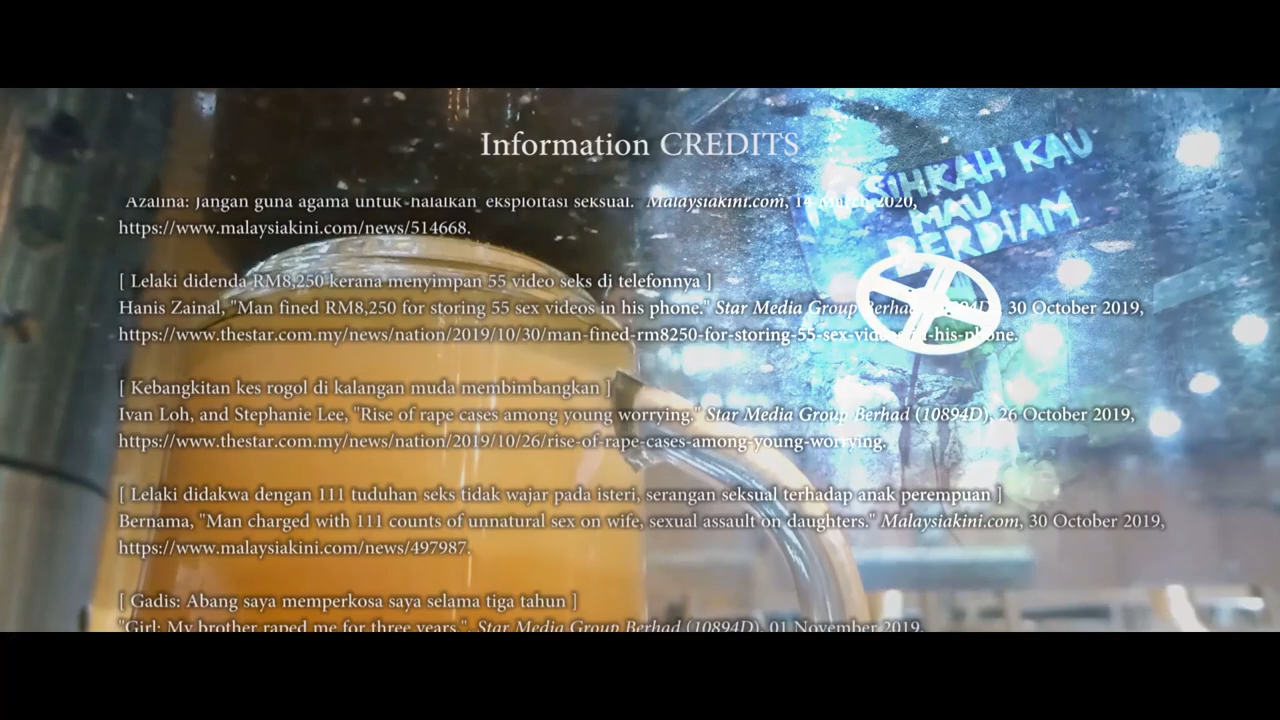 Information CREDITS
MASIHKAH KAU
MAU
BERDIAM
Azalina: Jangan guna agama untuk 'halalkan' eksploitasi seksual." Malaysiakini.com, 14 March 2020,
https://www.malaysiakini.com/news/514668.
[ Lelaki didenda RM8,250 kerana menyimpan 55 video seks di telefonnya ]
Hanis Zainal, "Man fined RM8,250 for storing 55 sex videos in his phone." Star Media Group Berhad (10894D), 30 October 2019,
https://www.thestar.com.my/news/nation/2019/10/30/man-fined-rm8250-for-storing-55-sex-videos-in-his-phone.
[ Kebangkitan kes rogol di kalangan muda membimbangkan ]
Ivan Loh, and Stephanie Lee, "Rise of rape cases among young worrying." Star Media Group Berhad (10894D), 26 October 2019,
https://www.thestar.com.my/news/nation/2019/10/26/rise-of-rape-cases-among-young-worrying.
[ Lelaki didakwa dengan 111 tuduhan seks tidak wajar pada isteri, serangan seksual terhadap anak perempuan ]
Bernama, "Man charged with 111 counts of unnatural sex on wife, sexual assault on daughters." Malaysiakini.com, 30 October 2019,
https://www.malaysiakini.com/news/497987.
[ Gadis: Abang saya memperkosa saya selama tiga tahun ]
"Girl: My brother raped me for three years.". Star Media Group Berhad (10894D), 01 November 2019,